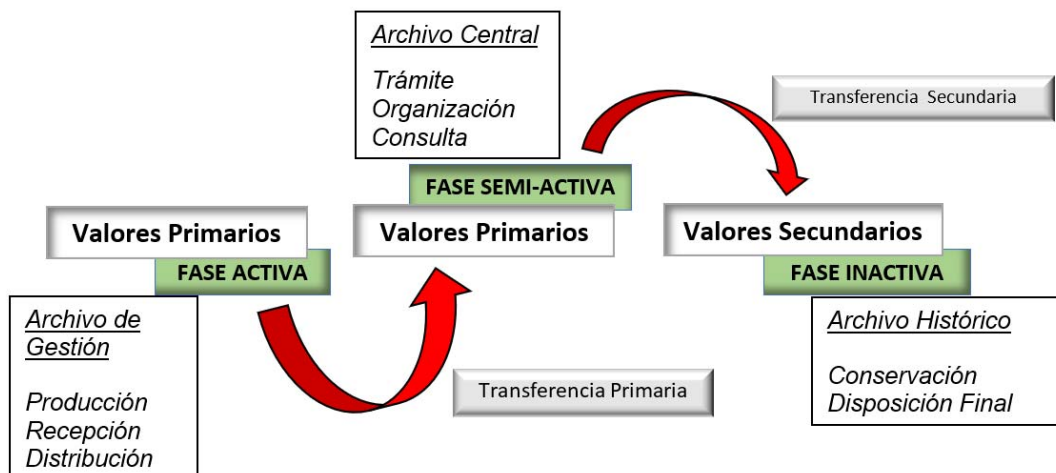 Archivo Central
Trámite
Organización
Consulta
Transferencia Secundaria
FASE SEMI-ACTIVA
Valores Primarios
Valores Primarios
Valores Secundarios
FASE ACTIVA
FASE INACTIVA
Archivo de
Gestión
Producción
Recepción
Distribución
Transferencia Primaria
Archivo Histórico
Conservación
Disposición Final